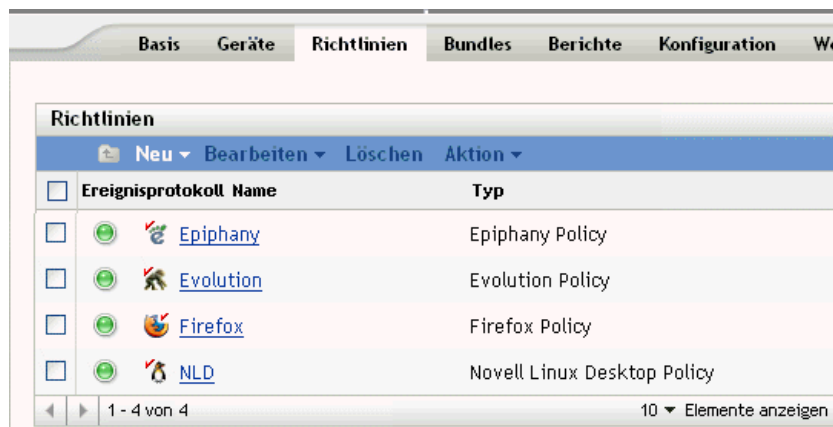 Basis Geräte Richtlinien Bundles Berichte Konfiguration
Richtlinien
Neu Bearbeiten Löschen Aktion
Ereignisprotokoll Name Typ
Epiphany Epiphany Policy
Evolution Evolution Policy
Firefox Firefox Policy
NLD Novell Linux Desktop Policy
1 - 4 von 4 10 Elemente anzeigen